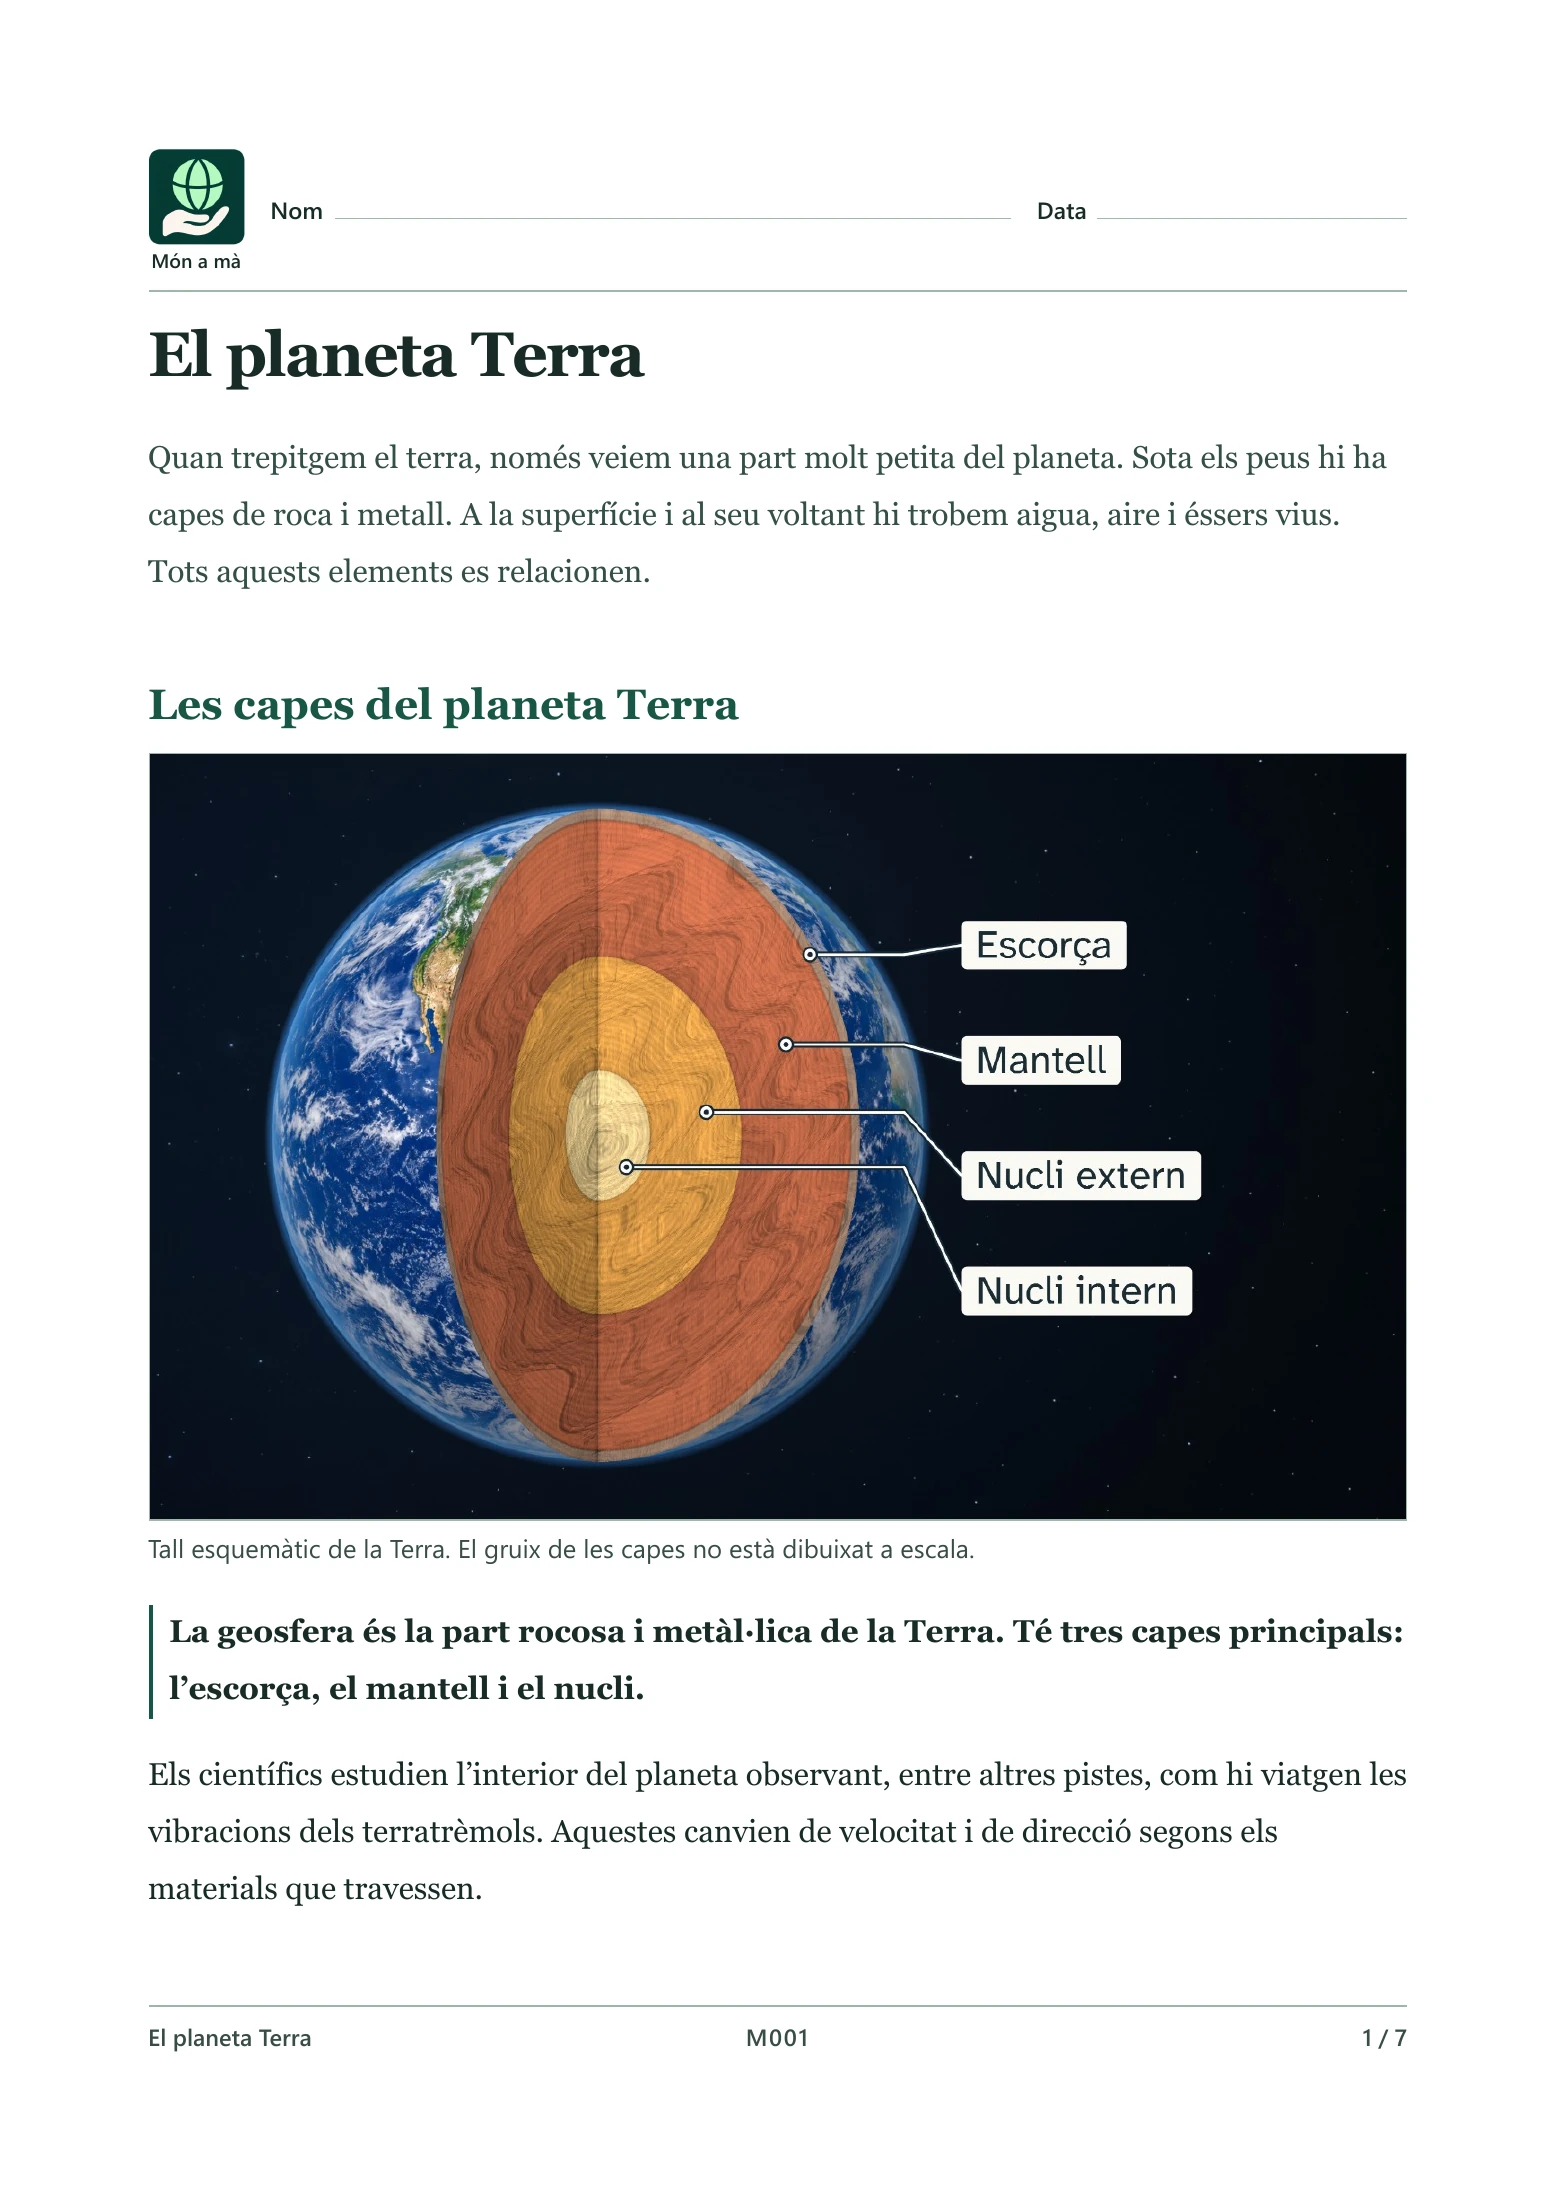 Nom
Data
Món a mà
El planeta Terra
Quan trepitgem el terra, només veiem una part molt petita del planeta. Sota els peus hi ha
capes de roca i metall. A la superfície i al seu voltant hi trobem aigua, aire i éssers vius.
Tots aquests elements es relacionen.
Les capes del planeta Terra
Escorça
Mantell
Nucli extern
Nucli intern
Tall esquemàtic de la Terra. El gruix de les capes no està dibuixat a escala.
La geosfera és la part rocosa i metàl·lica de la Terra. Té tres capes principals:
l’escorça, el mantell i el nucli.
Els científics estudien l’interior del planeta observant, entre altres pistes, com hi viatgen les
vibracions dels terratrèmols. Aquestes canvien de velocitat i de direcció segons els
materials que travessen.
El planeta Terra
M001
1 / 7